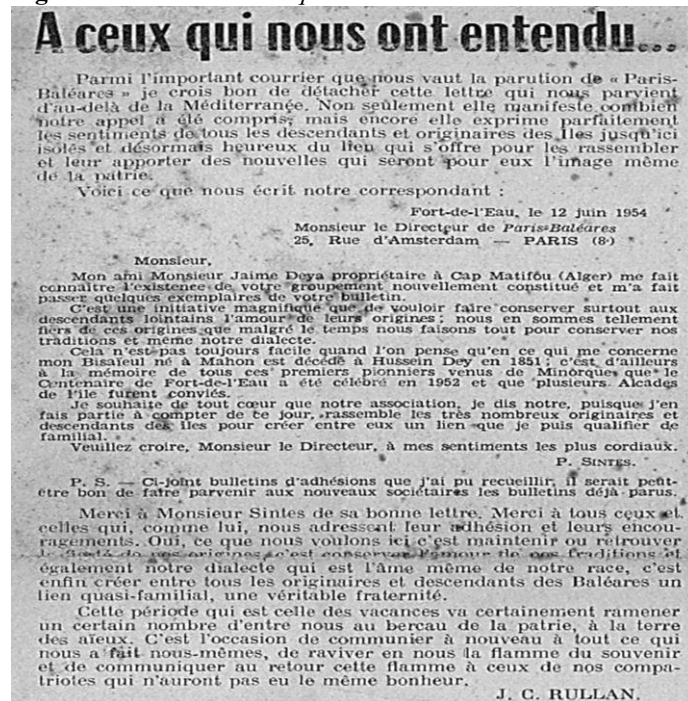 A ceux qui nous ont entendu...
Parmi l'important courrier que nous vaut la parution de « Paris-
Baléares » je crois bon de détacher cette lettre qui nous parvient
d'au-delà de la Méditerranée. Non seûlement elle manifeste combien
notre appel a été compris, mais encore elle exprime parfaitement
les sentiments de tous les descendants et originaires des Iles jusqu'ici
isolés et désormais heureux du lien qui s'offre pour les rassembler
et leur apporter des nouvelles qui seront pour eux l'image même
de la patrie.
Voici ce que nous écrit notre correspondant :
Fort-de-l'Eau, le 12 juin 1954
Monsieur le Directeur de Paris-Baléares
25, Rue d'Amsterdam — PARIS (8e)
Monsieur,
Mon ami Monsieur Jaime Deya propriétaire à Cap Matifou (Alger) me fait
connaître l'existence de votre groupement nouvellement constitué et m'a fait
passer quelques exemplaires de votre bulletin.
C'est une initiative magnifique que de vouloir faire conserver surtout aux
descendants lointains l'amour de leurs origines ; nous en sommes tellement
fiers de ces origines que malgré le temps nous faisons tout pour conserver nos
traditions et même notre dialecte.
Cela n'est pas toujours facile quand l'on pense qu'en ce qui me concerne
mon Bisaïeul né à Mahon est décédé à Hussein Dey en 1851 ; c'est d'ailleurs
à la mémoire de tous ces premiers pionniers venus de Minorque que le
Centenaire de Fort-de-l'Eau a été célébré en 1952 et que plusieurs Alcades
de l'île furent conviés.
Je souhaite de tout cœur que notre association, je dis notre, puisque j'en
fais partie à compter de ce jour, rassemble les très nombreux originaires et
descendants des îles pour créer entre eux un lien que je puis qualifier de
familial.
Veuillez croire, Monsieur le Directeur, à mes sentiments les plus cordiaux.
P. SINTES.
P. S. — Ci-joint bulletins d'adhésions que j'ai pu recueillir, il serait peut-
être bon de faire parvenir aux nouveaux sociétaires les bulletins déjà parus.
Merci à Monsieur Sintes de sa bonne lettre. Merci à tous ceux et
celles qui, comme lui, nous adressent leur adhésion et leurs encou-
ragements. Oui, ce que nous voulons ici c'est maintenir ou retrouver
la fierté de nos origines c'est conserver l'amour de nos traditions et
également notre dialecte qui est l'âme même de notre race, c'est
enfin créer entre tous les originaires et descendants des Baléares un
lien quasi-familial, une véritable fraternité.
Cette période qui est celle des vacances va certainement ramener
un certain nombre d'entre nous au berceau de la patrie, à la terre
des aïeux. C'est l'occasion de communier à nouveau à tout ce qui
nous a fait nous-mêmes, de raviver en nous la flamme du souvenir
et de communiquer au retour cette flamme à ceux de nos compa-
triotes qui n'auront pas eu le même bonheur.
J. C. RULLAN.